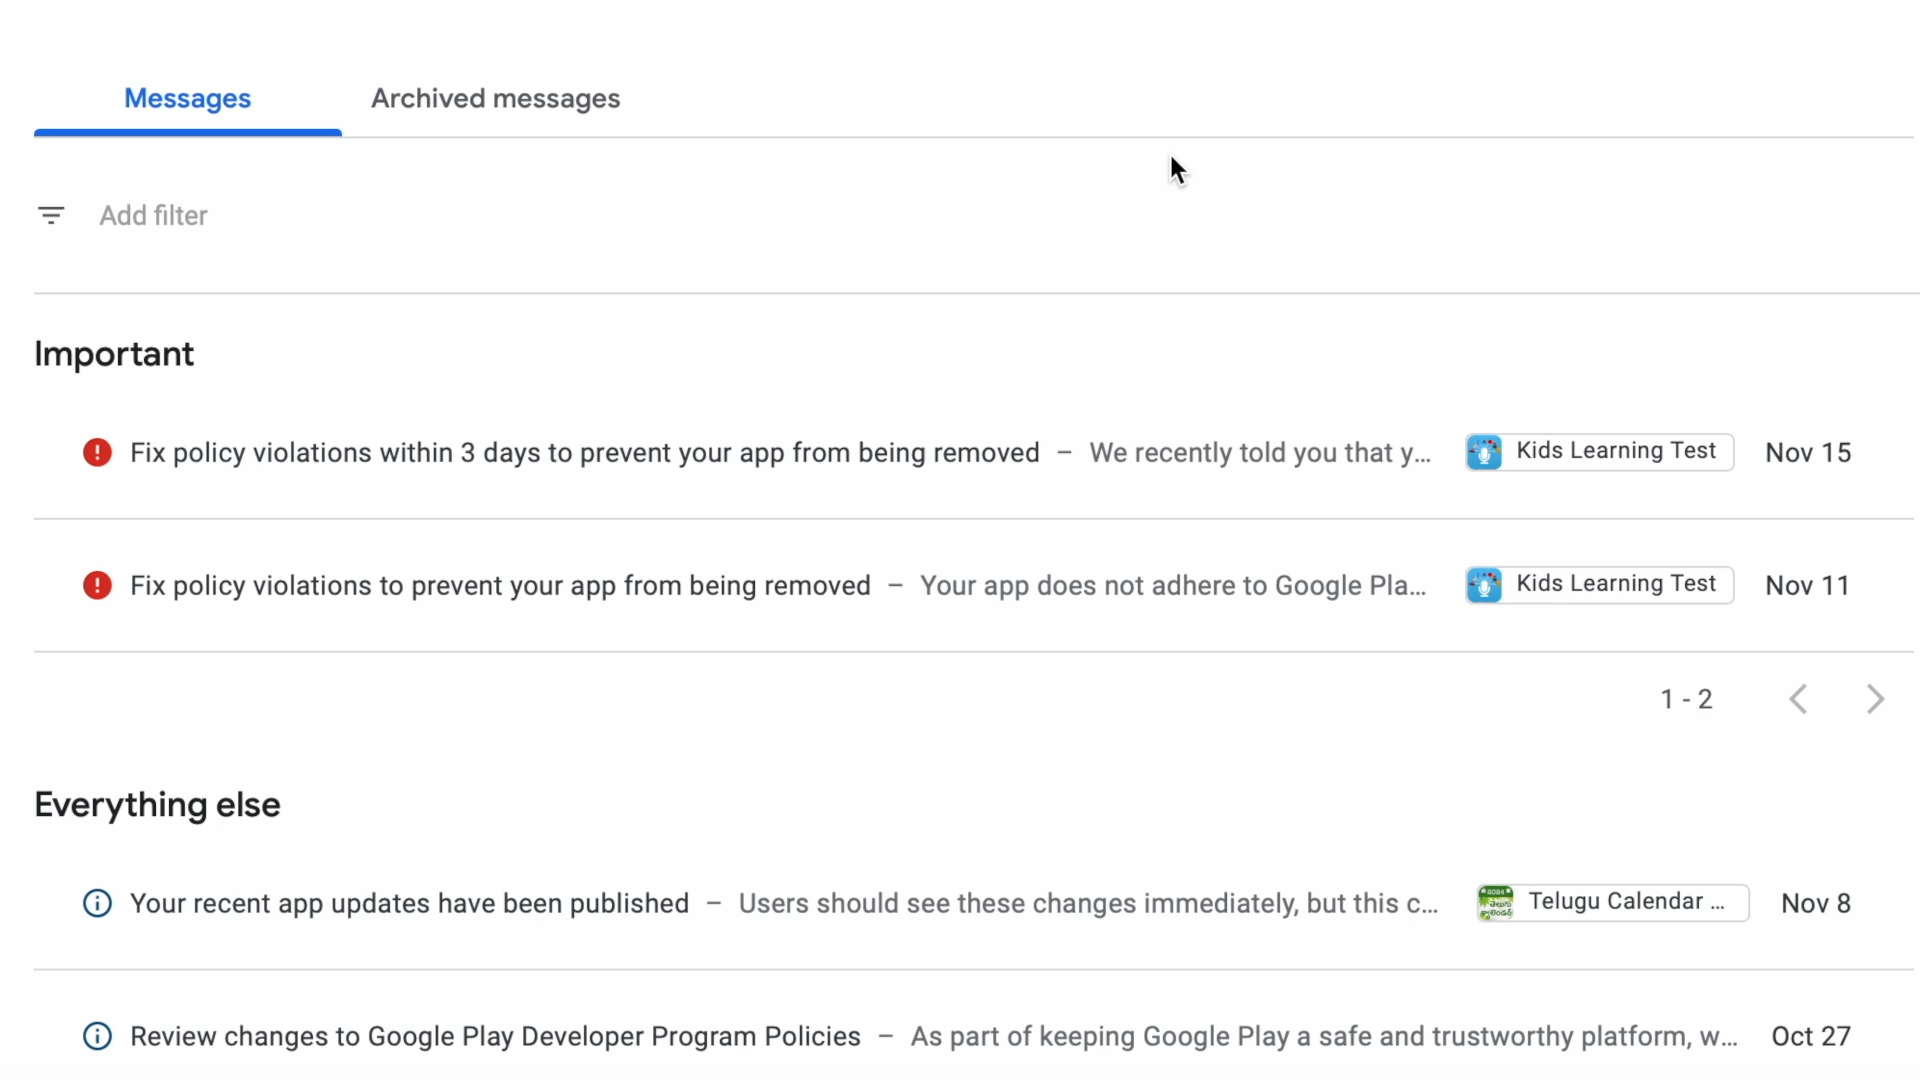 Messages Archived messages
Add filter
Important
Fix policy violations within 3 days to prevent your app from being removed – We recently told you that y... Kids Learning Test Nov 15
Fix policy violations to prevent your app from being removed – Your app does not adhere to Google Pla... Kids Learning Test Nov 11
1 - 2
Everything else
Your recent app updates have been published – Users should see these changes immediately, but this c... Telugu Calendar ... Nov 8
Review changes to Google Play Developer Program Policies – As part of keeping Google Play a safe and trustworthy platform, w... Oct 27